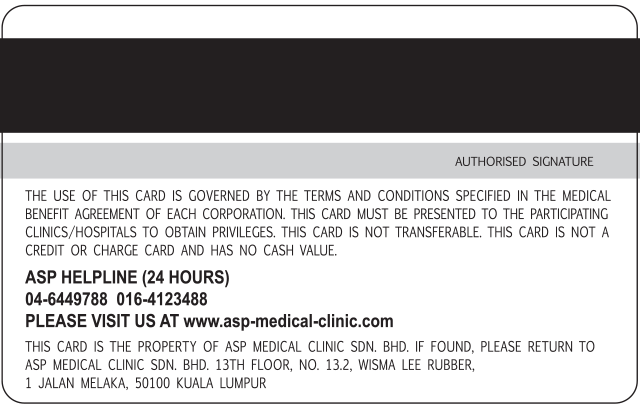 AUTHORISED SIGNATURE
THE USE OF THIS CARD IS GOVERNED BY THE TERMS AND CONDITIONS SPECIFIED IN THE MEDICAL
BENEFIT AGREEMENT OF EACH CORPORATION. THIS CARD MUST BE PRESENTED TO THE PARTICIPATING
CLINICS/HOSPITALS TO OBTAIN PRIVILEGES. THIS CARD IS NOT TRANSFERABLE. THIS CARD IS NOT A
CREDIT OR CHARGE CARD AND HAS NO CASH VALUE.
ASP HELPLINE (24 HOURS)
04-6449788 016-4123488
PLEASE VISIT US AT www.asp-medical-clinic.com
THIS CARD IS THE PROPERTY OF ASP MEDICAL CLINIC SDN. BHD. IF FOUND, PLEASE RETURN TO
ASP MEDICAL CLINIC SDN. BHD. 13TH FLOOR, NO. 13.2, WISMA LEE RUBBER,
1 JALAN MELAKA, 50100 KUALA LUMPUR